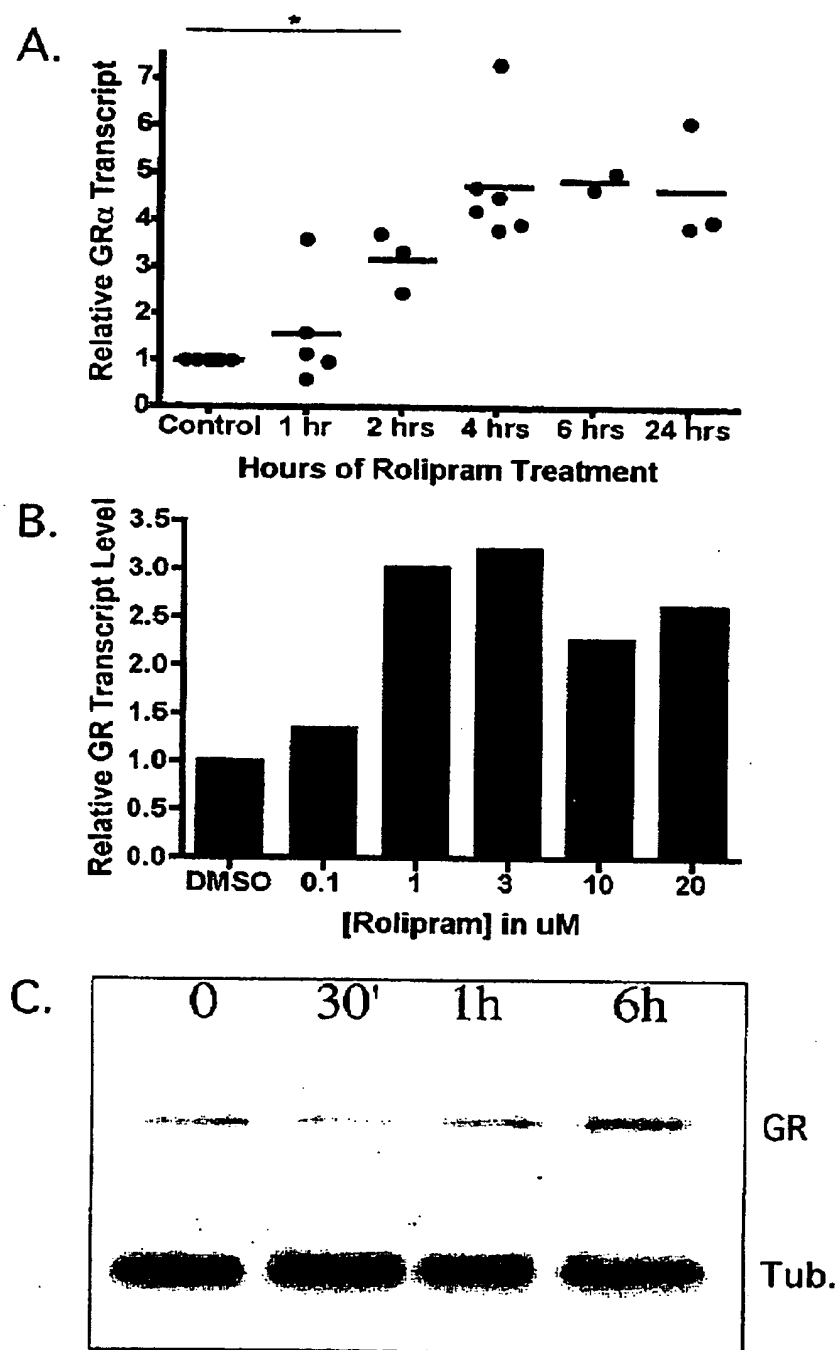 A.
*
Relative GRα Transcript
7
6
5
4
3
2
1
0
Control 1 hr 2 hrs 4 hrs 6 hrs 24 hrs
Hours of Rolipram Treatment
B.
Relative GR Transcript Level
3.5
3.0
2.5
2.0
1.5
1.0
0.5
0.0
DMSO 0.1 1 3 10 20
[Rolipram] in uM
C.
0 30' 1h 6h
GR
Tub.